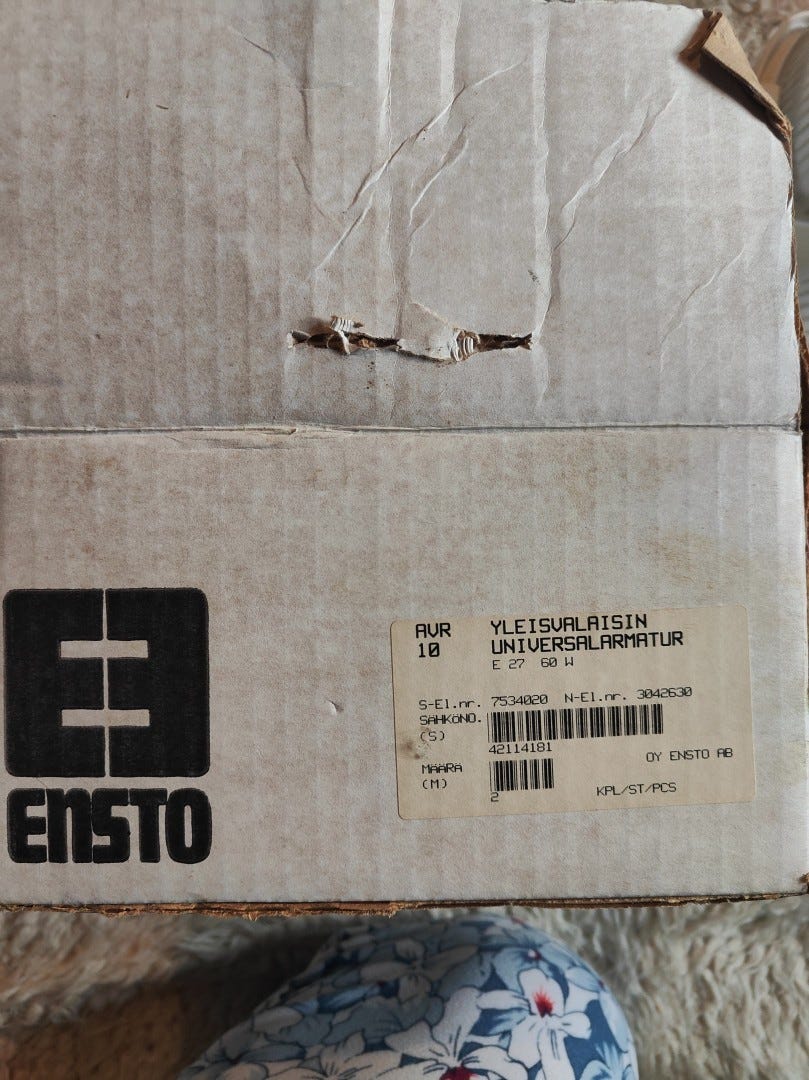 AVR YLEISVALAISIN
10 UNIVERSALARMATUR
E 27 60 W
S-El.nr. 7534020 N-El.nr. 3042630
SÄHKÖNO.
(S)
42114181
OY ENSTO AB
MÄÄRÄ
(M)
2
KPL/ST/PCS
ENSTO